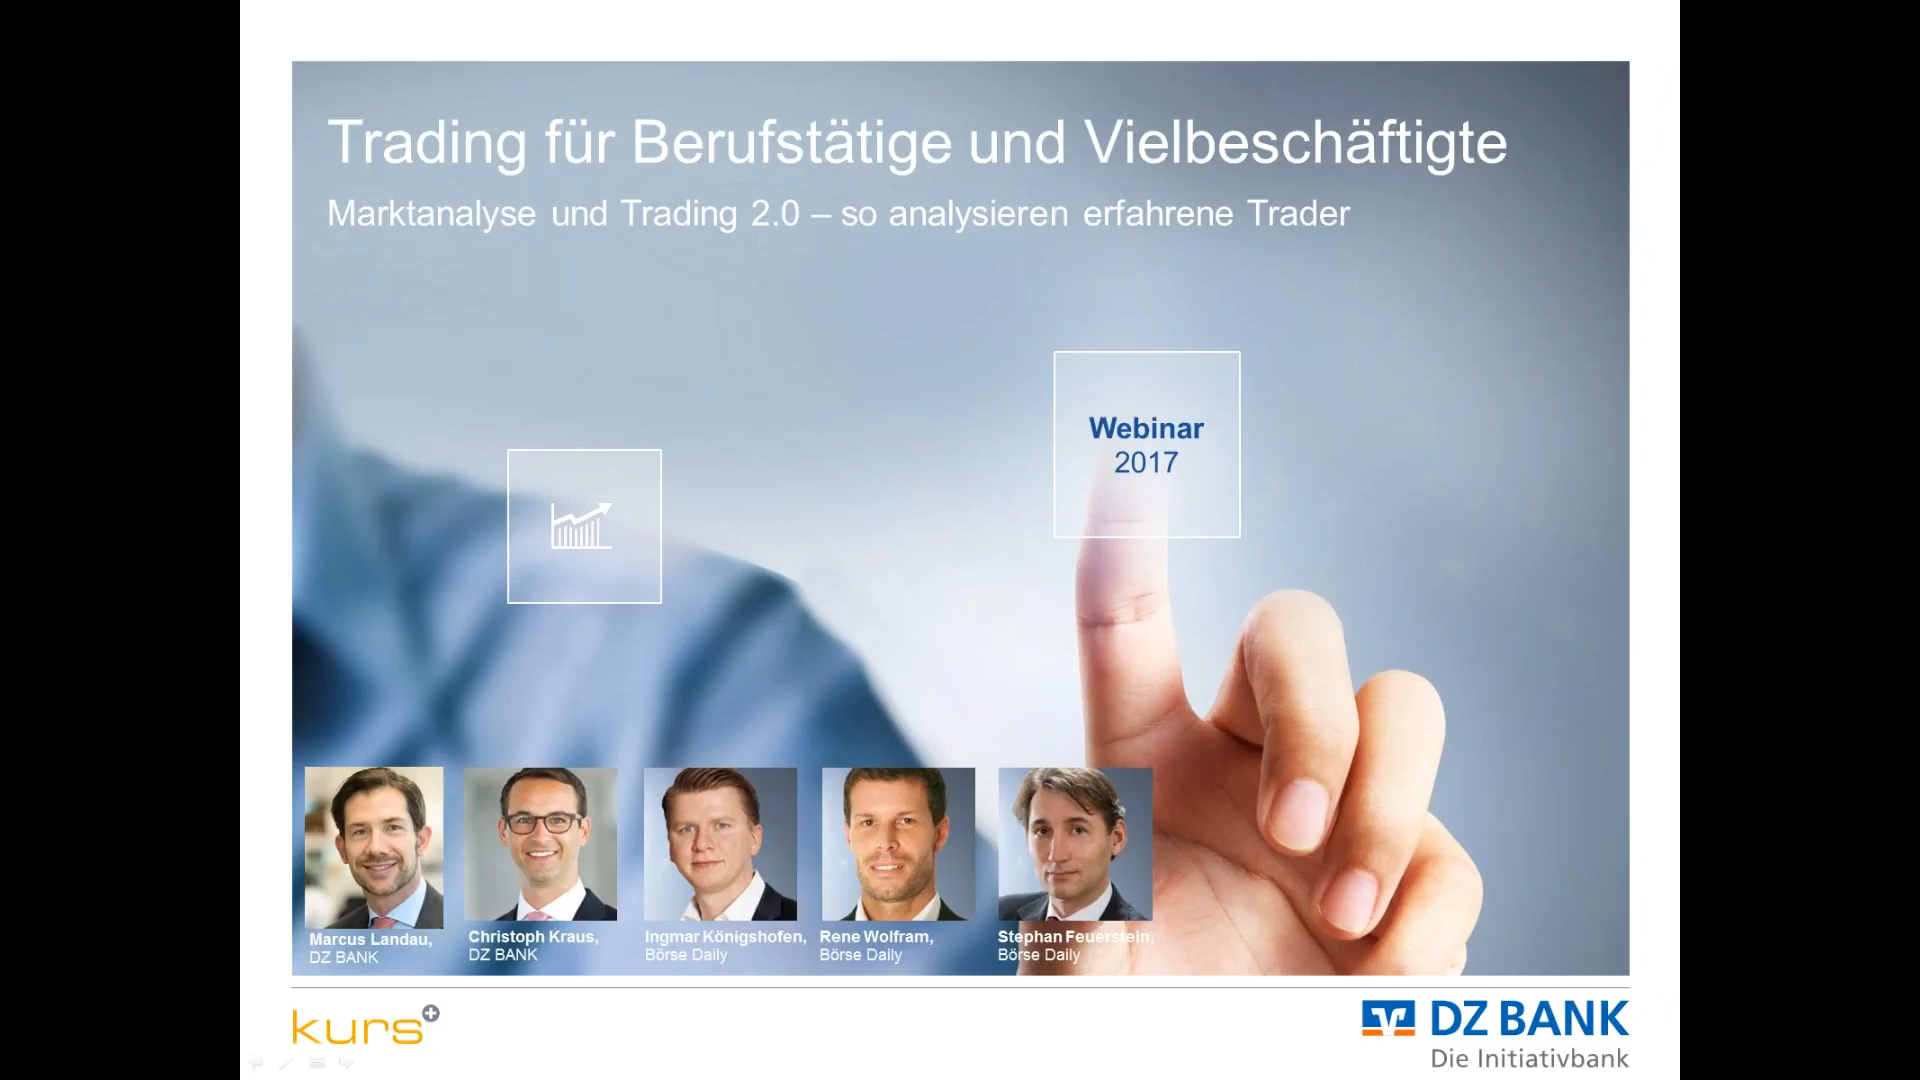 Trading für Berufstätige und Vielbeschäftigte
Marktanalyse und Trading 2.0 – so analysieren erfahrene Trader
Webinar
2017
Marcus Landau,
DZ BANK
Christoph Kraus,
DZ BANK
Ingmar Königshofen,
Börse Daily
Rene Wolfram,
Börse Daily
Stephan Feuerstein,
Börse Daily
kurs+
DZ BANK
Die Initiativbank